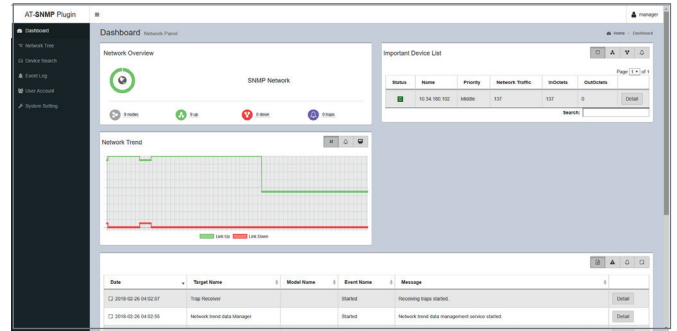 AT-SNMP Plugin
manager
Dashboard
Network Tree
Device Search
Event Log
User Account
System Setting
Dashboard Network Panel
Home Dashboard
Network Overview
SNMP Network
9 nodes
9 up
0 down
0 traps
Important Device List
Page 1 of 1
Status Name Priority Network Traffic InOctets OutOctets
10.34.160.102 Middle 137 137 0 Detail
Search:
Network Trend
Link Up Link Down
Date Target Name Model Name Event Name Message
2018-02-26 04:02:57 Trap Receiver Started Receiving traps started. Detail
2018-02-26 04:02:55 Network trend data Manager Started Network trend data management service started. Detail